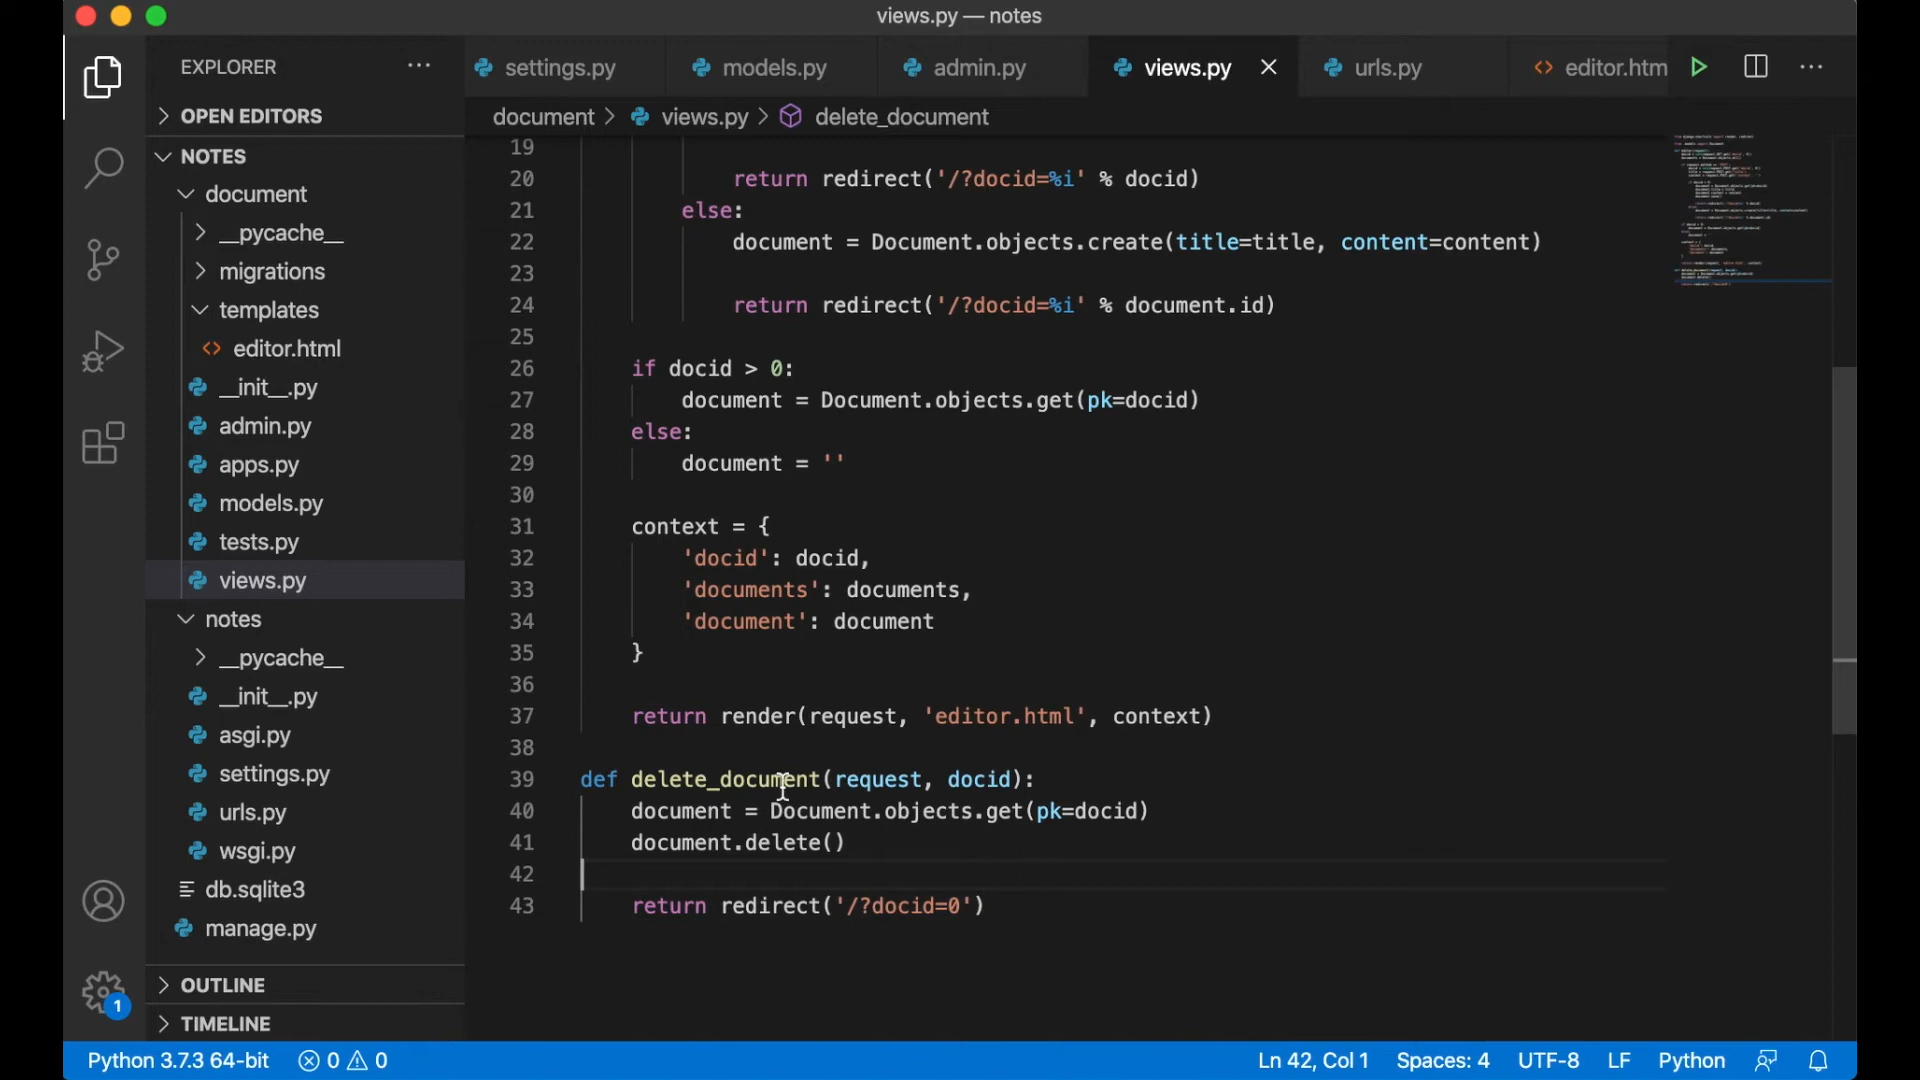 views.py — notes
EXPLORER
settings.py
models.py
admin.py
views.py
urls.py
editor.htm
OPEN EDITORS
document > views.py > delete_document
NOTES
document
__pycache__
migrations
templates
editor.html
__init__.py
admin.py
apps.py
models.py
tests.py
views.py
notes
__pycache__
__init__.py
asgi.py
settings.py
urls.py
wsgi.py
db.sqlite3
manage.py
OUTLINE
TIMELINE
19
20 return redirect('/?docid=%i' % docid)
21 else:
22 document = Document.objects.create(title=title, content=content)
23
24 return redirect('/?docid=%i' % document.id)
25
26 if docid > 0:
27 document = Document.objects.get(pk=docid)
28 else:
29 document = ''
30
31 context = {
32 'docid': docid,
33 'documents': documents,
34 'document': document
35 }
36
37 return render(request, 'editor.html', context)
38
39 def delete_document(request, docid):
40 document = Document.objects.get(pk=docid)
41 document.delete()
42
43 return redirect('/?docid=0')
1
Python 3.7.3 64-bit 0 0 Ln 42, Col 1 Spaces: 4 UTF-8 LF Python